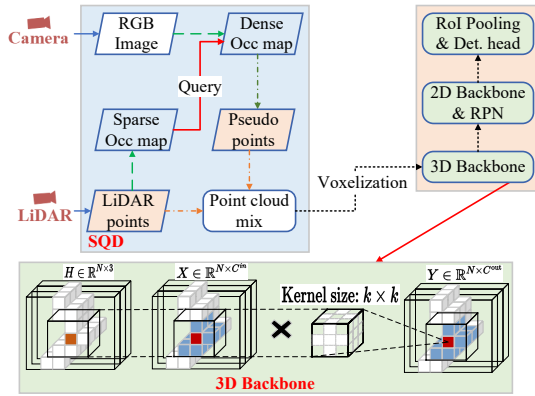 Camera
RGB
Image
Dense
Occ map
Query
Sparse
Occ map
Pseudo
points
LiDAR
LiDAR
points
Point cloud
mix
SQD
Voxelization
RoI Pooling
& Det. head
2D Backbone
& RPN
3D Backbone
H ∈ ℝ^{N×3}
X ∈ ℝ^{N×C^{in}}
Kernel size: k × k
Y ∈ ℝ^{N×C^{out}}
×
3D Backbone